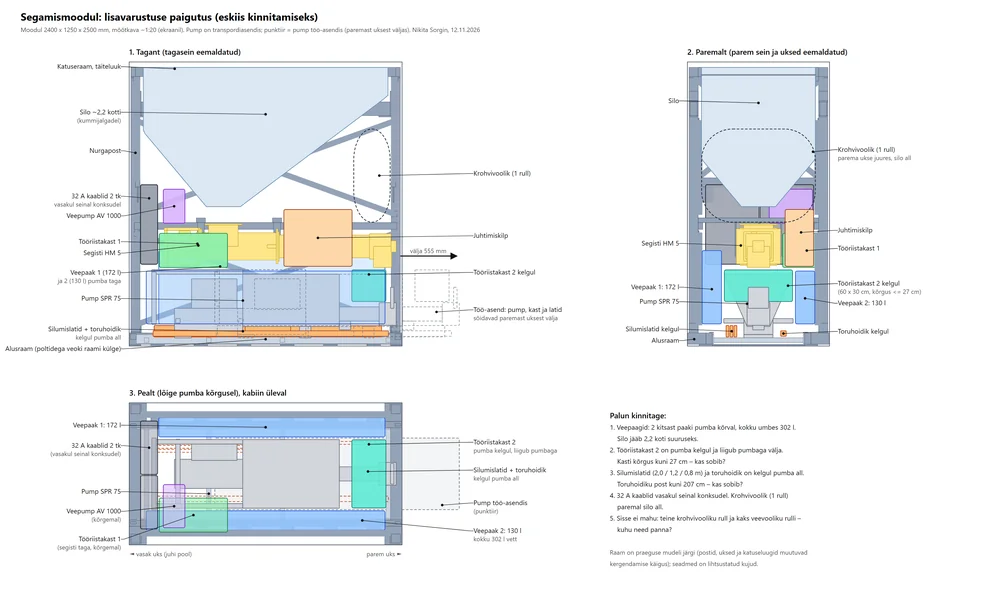 Segamismoodul: lisavarustuse paigutus (eskiis kinnitamiseks)
Moodul 2400 x 1250 x 2500 mm, mõõtkava ~1:20 (ekraanil). Pump on transpordiasendis; punktiir = pump töö-asendis (paremast uksest väljas). Nikita Sorgin, 12.11.2026
1. Tagant (tagasein eemaldatud)
Katuseraam, täiteluuk
Silo ~2,2 kotti
(kummijalgadel)
Nurgapost
32 A kaablid 2 tk
vasakul seinal konksudel
Veepump AV 1000
Tööriistakast 1
Segisti HM 5
Veepaak 1 (172 l)
ja 2 (130 l) pumba taga
Pump SPR 75
Silumislatid + toruhoidik
kelgul pumba all
Alusraam (poltidega veoki raami külge)
Krohvivoolik (1 rull)
Juhtimiskilp
välja 555 mm
Tööriistakast 2 kelgul
Töö-asend: pump, kast ja latid
sõidavad paremast uksest välja
2. Paremalt (parem sein ja uksed eemaldatud)
Silo
Krohvivoolik (1 rull)
parema ukse juures, silo all
Juhtimiskilp
Segisti HM 5
Tööriistakast 1
Veepaak 1: 172 l
Tööriistakast 2 kelgul
(60 x 30 cm, kõrgus <= 27 cm)
Pump SPR 75
Veepaak 2: 130 l
Silumislatid kelgul
Toruhoidik kelgul
Alusraam
3. Pealt (lõige pumba kõrgusel), kabiin üleval
Veepaak 1: 172 l
32 A kaablid 2 tk
(vasakul seinal konksudel)
Pump SPR 75
Veepump AV 1000
(kõrgemal)
Tööriistakast 1
(segisti taga, kõrgemal)
Tööriistakast 2
pumba kelgul, liigub pumbaga
Silumislatid + toruhoidik
kelgul pumba all
Pump töö-asendis
(punktiir)
Veepaak 2: 130 l
kokku 302 l vett
vasak uks (juhi pool)
parem uks
Palun kinnitage:
1. Veepaagid: 2 kitsast paaki pumba kõrval, kokku umbes 302 l.
Silo jääb 2,2 koti suuruseks.
2. Tööriistakast 2 on pumba kelgul ja liigub pumbaga välja.
Kasti kõrgus kuni 27 cm – kas sobib?
3. Silumislatid (2,0 / 1,2 / 0,8 m) ja toruhoidik on kelgul pumba all.
Toruhoidiku post kuni 207 cm – kas sobib?
4. 32 A kaablid vasakul seinal konksudel. Krohvivoolik (1 rull)
paremal silo all.
5. Sisse ei mahu: teine krohvivooliku rull ja kaks veevooliku rulli –
kuhu need panna?
Raam on praeguse mudeli järgi (postid, uksed ja katuseluugid muutuvad
kergendamise käigus); seadmed on lihtsustatud kujud.